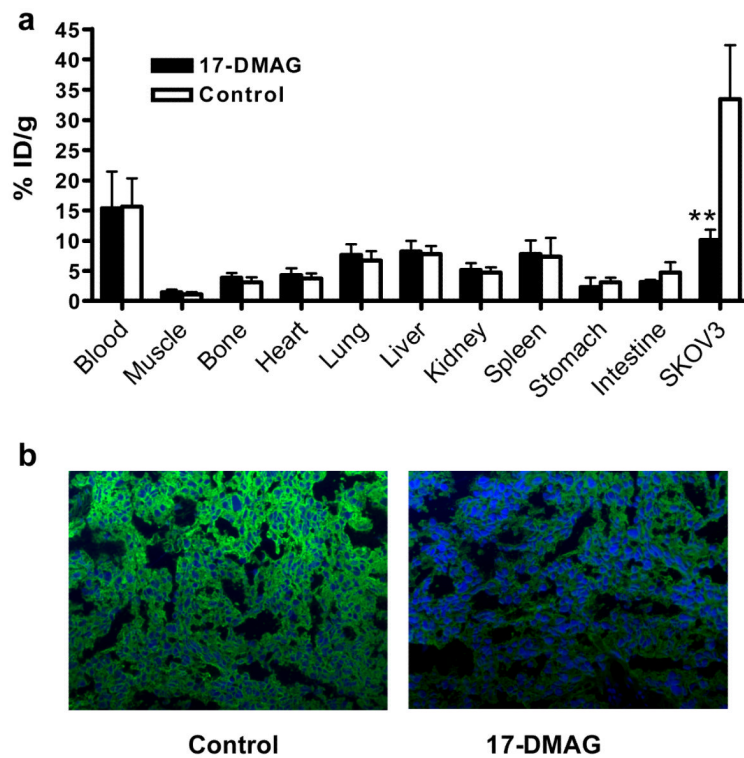 a
% ID/g
45
40
35
30
25
20
15
10
5
0
17-DMAG
Control
**
Blood
Muscle
Bone
Heart
Lung
Liver
Kidney
Spleen
Stomach
Intestine
SKOV3
b
Control
17-DMAG